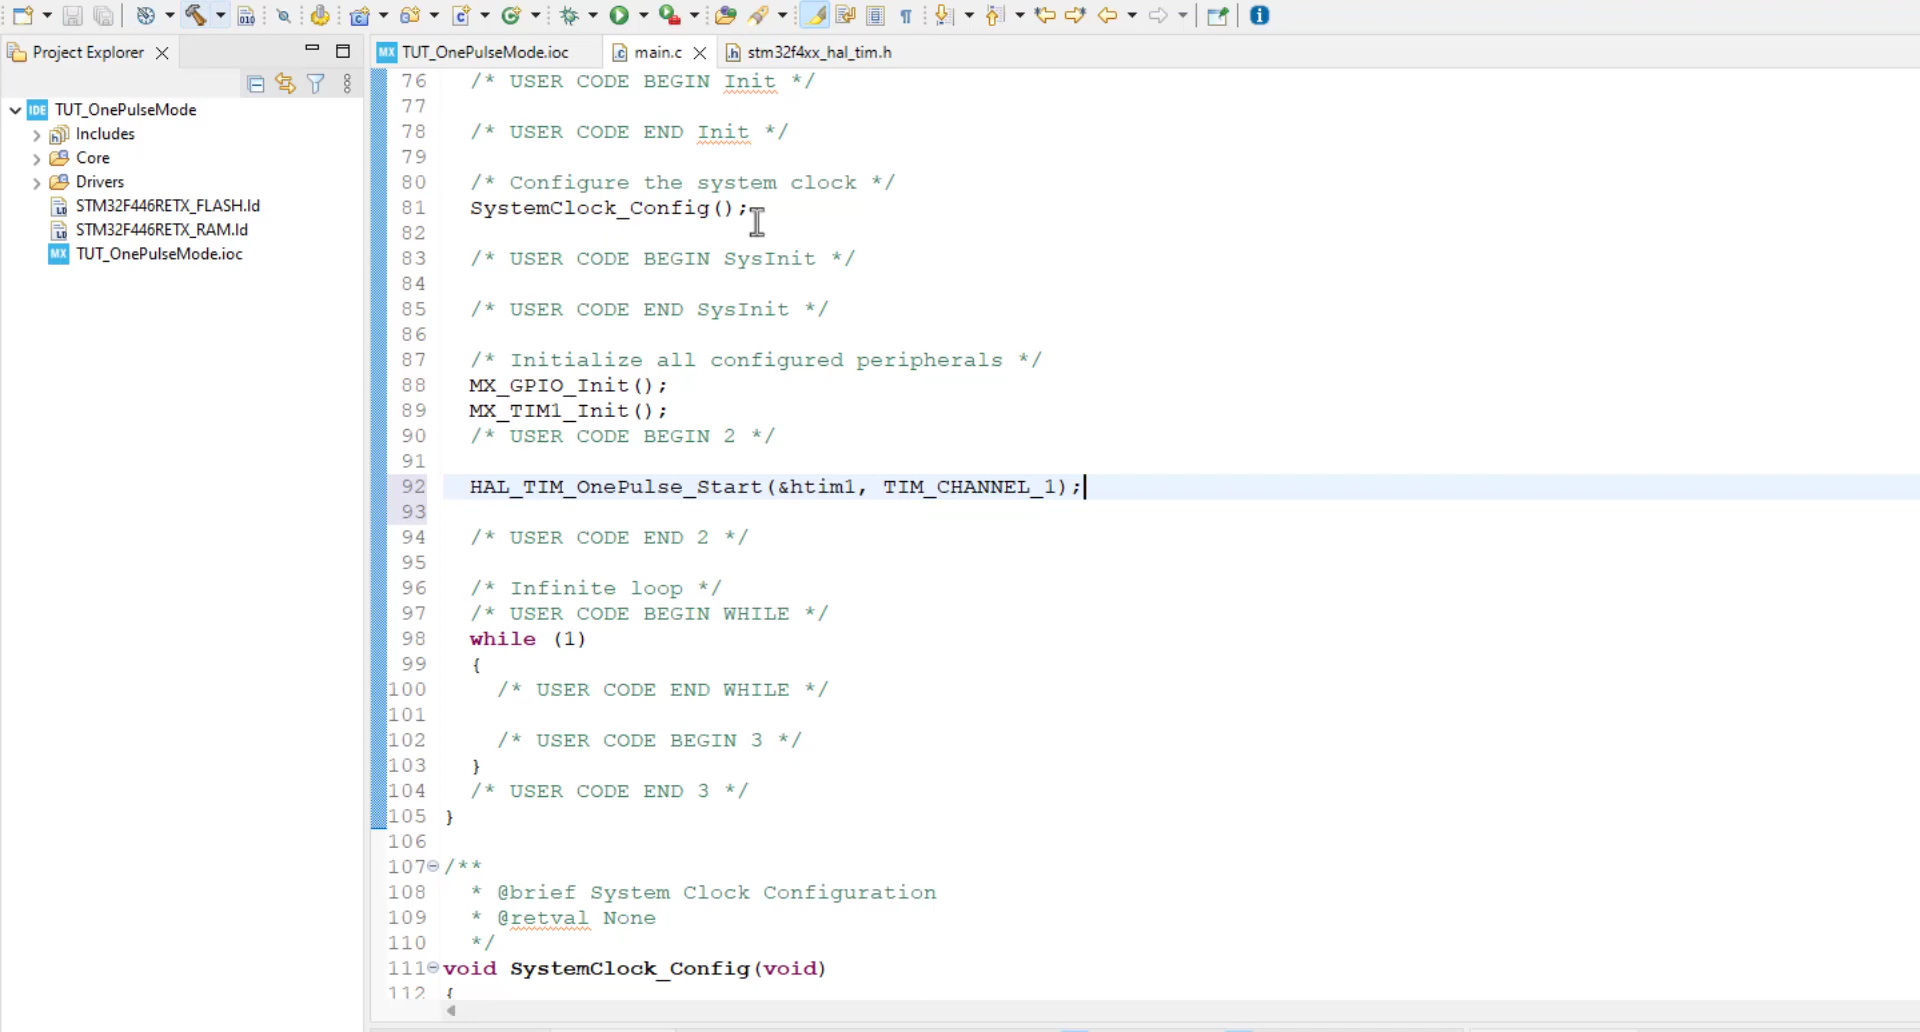 Project Explorer
TUT_OnePulseMode.ioc
main.c
stm32f4xx_hal_tim.h
IDE TUT_OnePulseMode
Includes
Core
Drivers
STM32F446RETX_FLASH.ld
STM32F446RETX_RAM.ld
MX TUT_OnePulseMode.ioc
76 /* USER CODE BEGIN Init */
77
78 /* USER CODE END Init */
79
80 /* Configure the system clock */
81 SystemClock_Config();
82
83 /* USER CODE BEGIN SysInit */
84
85 /* USER CODE END SysInit */
86
87 /* Initialize all configured peripherals */
88 MX_GPIO_Init();
89 MX_TIM1_Init();
90 /* USER CODE BEGIN 2 */
91
92 HAL_TIM_OnePulse_Start(&htim1, TIM_CHANNEL_1);
93
94 /* USER CODE END 2 */
95
96 /* Infinite loop */
97 /* USER CODE BEGIN WHILE */
98 while (1)
99 {
100 /* USER CODE END WHILE */
101
102 /* USER CODE BEGIN 3 */
103 }
104 /* USER CODE END 3 */
105 }
106
107 /**
108 * @brief System Clock Configuration
109 * @retval None
110 */
111 void SystemClock_Config(void)
112 {